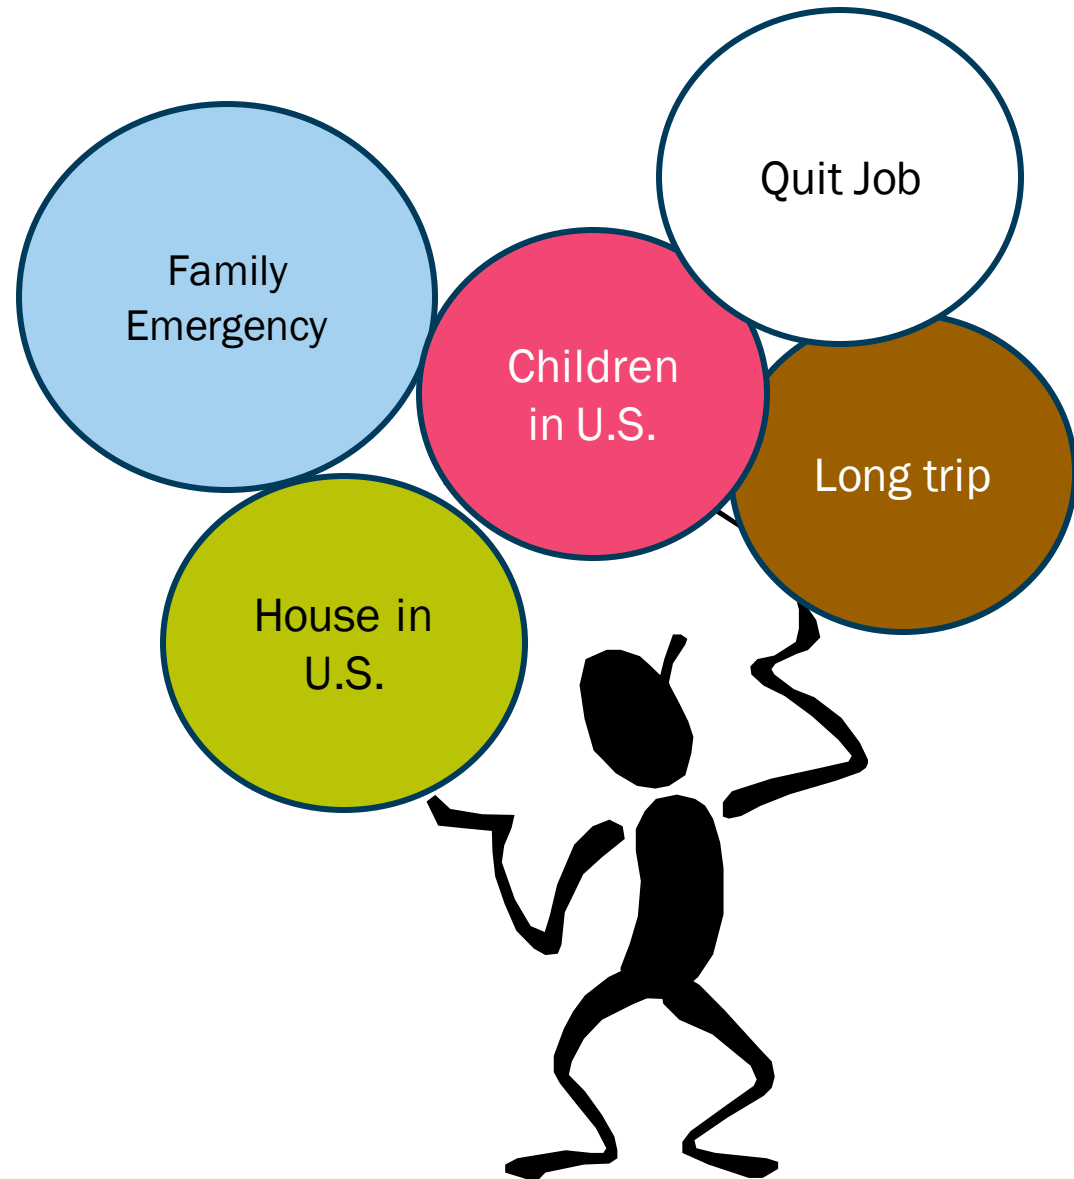 Quit Job
Family
Emergency
Children
in U.S.
Long trip
House in
U.S.